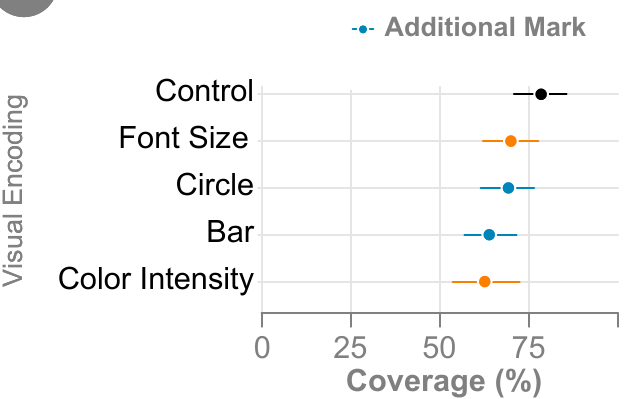 Additional Mark
Visual Encoding
Control
Font Size
Circle
Bar
Color Intensity
0 25 50 75
Coverage (%)